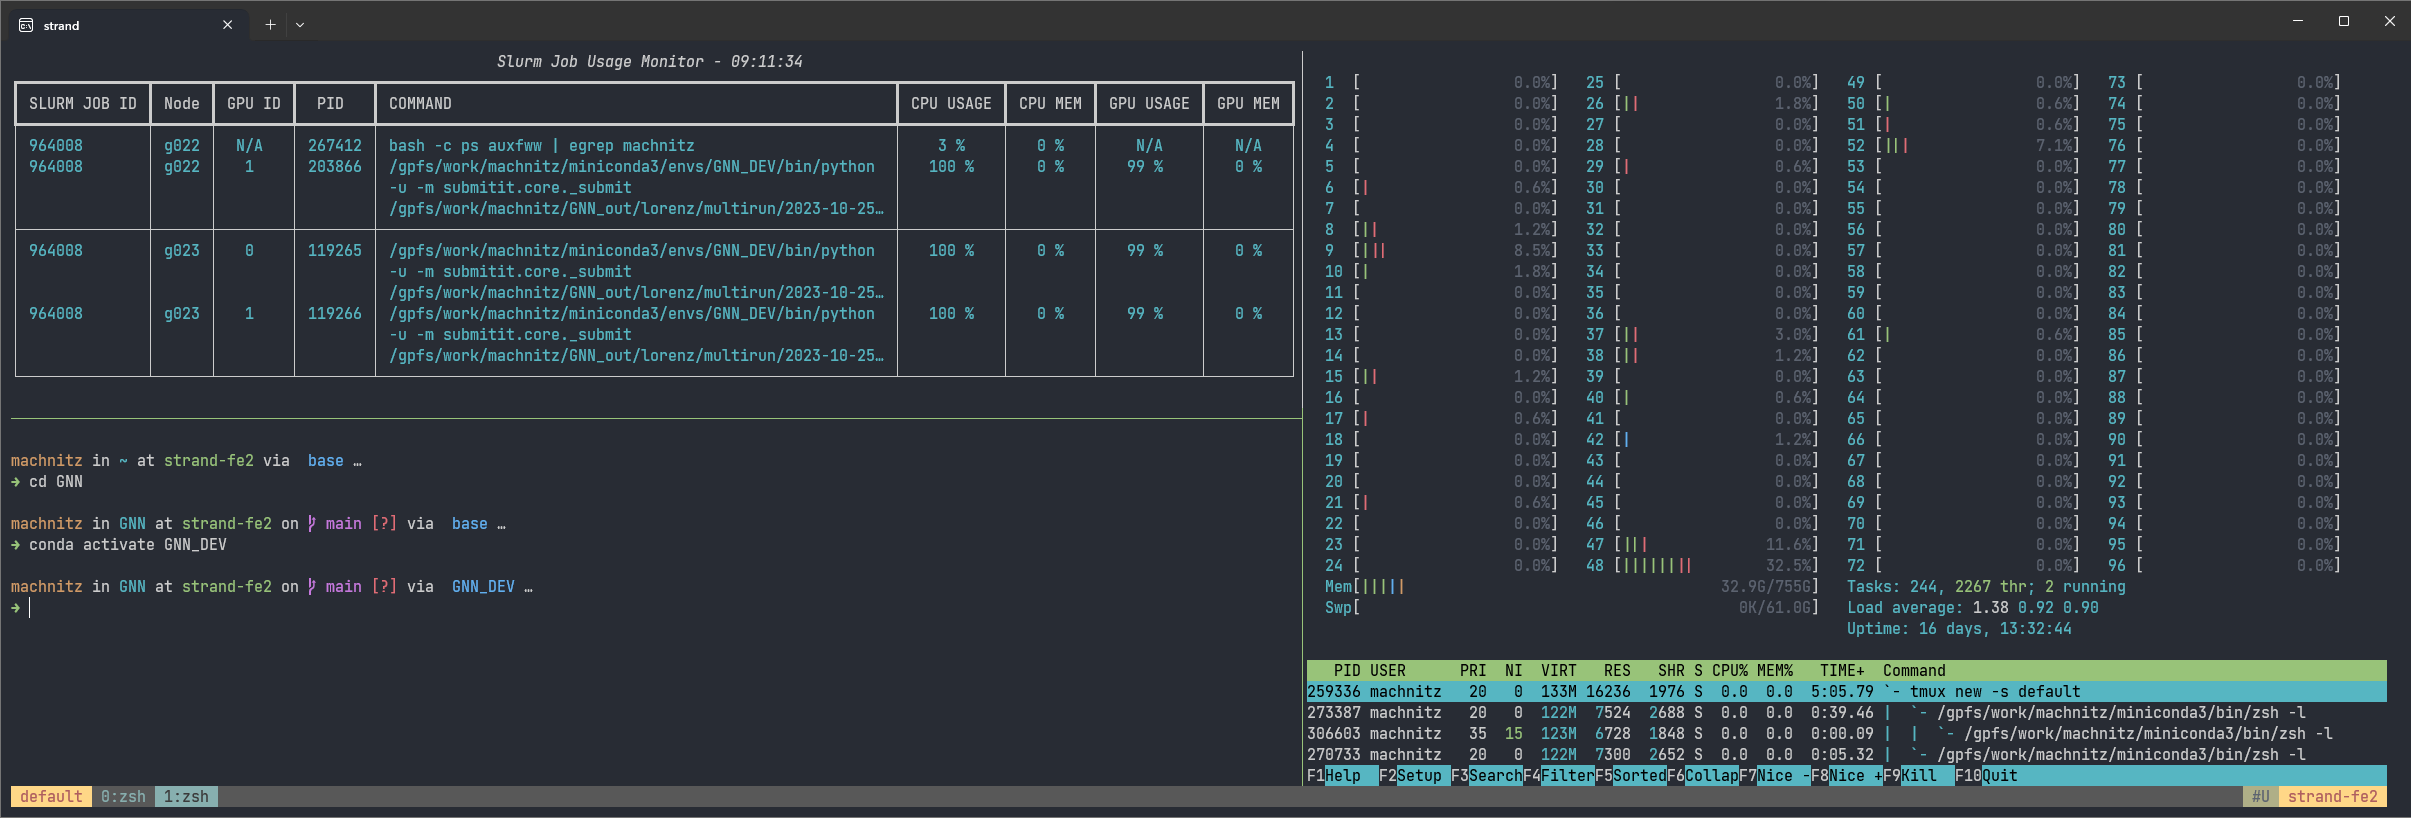 strand
Slurm Job Usage Monitor - 09:11:34
SLURM JOB ID Node GPU ID PID COMMAND CPU USAGE CPU MEM GPU USAGE GPU MEM
964008 g022 N/A 267412 bash -c ps auxfww | egrep machnitz 3 % 0 % N/A N/A
964008 g022 1 203866 /gpfs/work/machnitz/miniconda3/envs/GNN_DEV/bin/python 100 % 0 % 99 % 0 %
-u -m submitit.core._submit
/gpfs/work/machnitz/GNN_out/lorenz/multirun/2023-10-25…
964008 g023 0 119265 /gpfs/work/machnitz/miniconda3/envs/GNN_DEV/bin/python 100 % 0 % 99 % 0 %
-u -m submitit.core._submit
/gpfs/work/machnitz/GNN_out/lorenz/multirun/2023-10-25…
964008 g023 1 119266 /gpfs/work/machnitz/miniconda3/envs/GNN_DEV/bin/python 100 % 0 % 99 % 0 %
-u -m submitit.core._submit
/gpfs/work/machnitz/GNN_out/lorenz/multirun/2023-10-25…
machnitz in ~ at strand-fe2 via base …
➜ cd GNN
machnitz in GNN at strand-fe2 on main [?] via base …
➜ conda activate GNN_DEV
machnitz in GNN at strand-fe2 on main [?] via GNN_DEV …
➜
1 [ 0.0%] 25 [ 0.0%] 49 [ 0.0%] 73 [ 0.0%]
2 [ 0.0%] 26 [|| 1.8%] 50 [| 0.6%] 74 [ 0.0%]
3 [ 0.0%] 27 [ 0.0%] 51 [| 0.6%] 75 [ 0.0%]
4 [ 0.0%] 28 [ 0.0%] 52 [||| 7.1%] 76 [ 0.0%]
5 [ 0.0%] 29 [| 0.6%] 53 [ 0.0%] 77 [ 0.0%]
6 [| 0.6%] 30 [ 0.0%] 54 [ 0.0%] 78 [ 0.0%]
7 [ 0.0%] 31 [ 0.0%] 55 [ 0.0%] 79 [ 0.0%]
8 [|| 1.2%] 32 [ 0.0%] 56 [ 0.0%] 80 [ 0.0%]
9 [||| 8.5%] 33 [ 0.0%] 57 [ 0.0%] 81 [ 0.0%]
10 [| 1.8%] 34 [ 0.0%] 58 [ 0.0%] 82 [ 0.0%]
11 [ 0.0%] 35 [ 0.0%] 59 [ 0.0%] 83 [ 0.0%]
12 [ 0.0%] 36 [ 0.0%] 60 [ 0.0%] 84 [ 0.0%]
13 [ 0.0%] 37 [|| 3.0%] 61 [| 0.6%] 85 [ 0.0%]
14 [ 0.0%] 38 [|| 1.2%] 62 [ 0.0%] 86 [ 0.0%]
15 [|| 1.2%] 39 [ 0.0%] 63 [ 0.0%] 87 [ 0.0%]
16 [ 0.0%] 40 [| 0.6%] 64 [ 0.0%] 88 [ 0.0%]
17 [| 0.6%] 41 [ 0.0%] 65 [ 0.0%] 89 [ 0.0%]
18 [ 0.0%] 42 [| 1.2%] 66 [ 0.0%] 90 [ 0.0%]
19 [ 0.0%] 43 [ 0.0%] 67 [ 0.0%] 91 [ 0.0%]
20 [ 0.0%] 44 [ 0.0%] 68 [ 0.0%] 92 [ 0.0%]
21 [| 0.6%] 45 [ 0.0%] 69 [ 0.0%] 93 [ 0.0%]
22 [ 0.0%] 46 [ 0.0%] 70 [ 0.0%] 94 [ 0.0%]
23 [ 0.0%] 47 [||| 11.6%] 71 [ 0.0%] 95 [ 0.0%]
24 [ 0.0%] 48 [|||||||| 32.5%] 72 [ 0.0%] 96 [ 0.0%]
Mem[||||| 32.9G/755G] Tasks: 244, 2267 thr; 2 running
Swp[ 0K/61.0G] Load average: 1.38 0.92 0.90
Uptime: 16 days, 13:32:44
PID USER PRI NI VIRT RES SHR S CPU% MEM% TIME+ Command
259336 machnitz 20 0 133M 16236 1976 S 0.0 0.0 5:05.79 `- tmux new -s default
273387 machnitz 20 0 122M 7524 2688 S 0.0 0.0 0:39.46 | `- /gpfs/work/machnitz/miniconda3/bin/zsh -l
306603 machnitz 35 15 123M 6728 1848 S 0.0 0.0 0:00.09 | | `- /gpfs/work/machnitz/miniconda3/bin/zsh -l
270733 machnitz 20 0 122M 7300 2652 S 0.0 0.0 0:05.32 | `- /gpfs/work/machnitz/miniconda3/bin/zsh -l
F1Help F2Setup F3SearchF4FilterF5SortedF6CollapF7Nice -F8Nice +F9Kill F10Quit
default 0:zsh 1:zsh #U strand-fe2